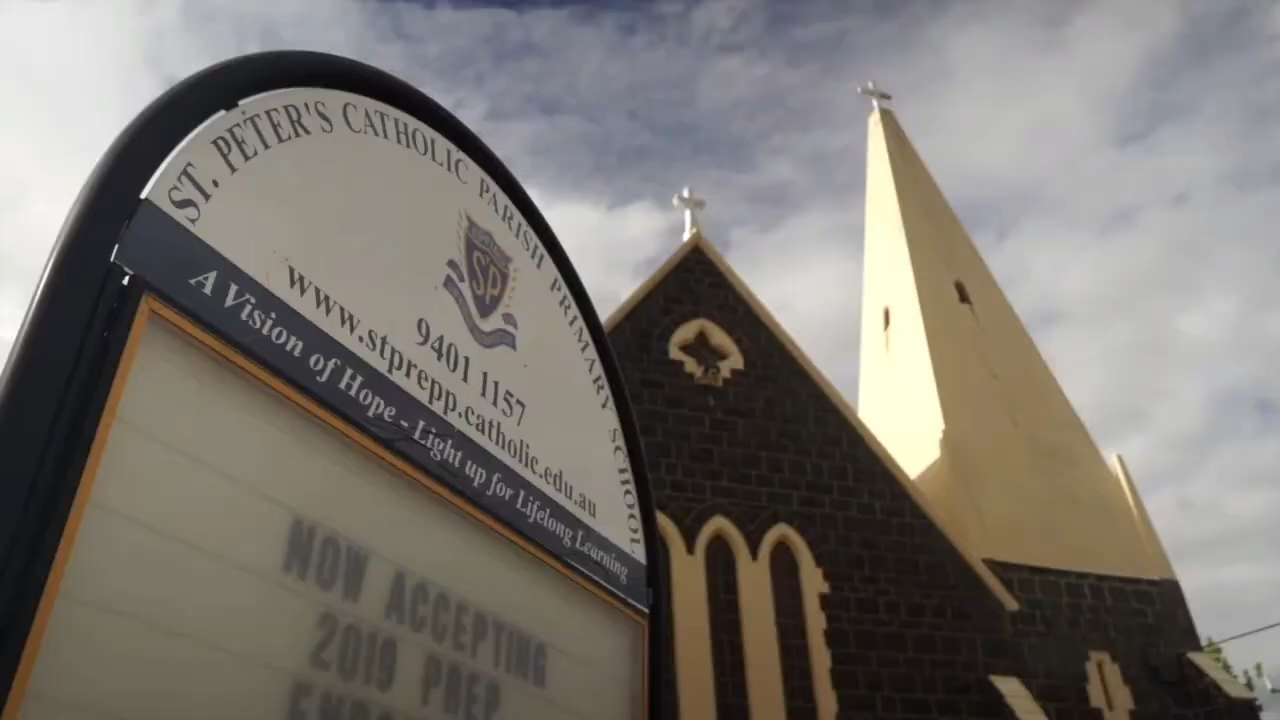 ST. PETER'S CATHOLIC PARISH PRIMARY SCHOOL
SP
9401 1157
www.stprepp.catholic.edu.au
A Vision of Hope - Light up for Lifelong Learning
NOW ACCEPTING
2019 PREP